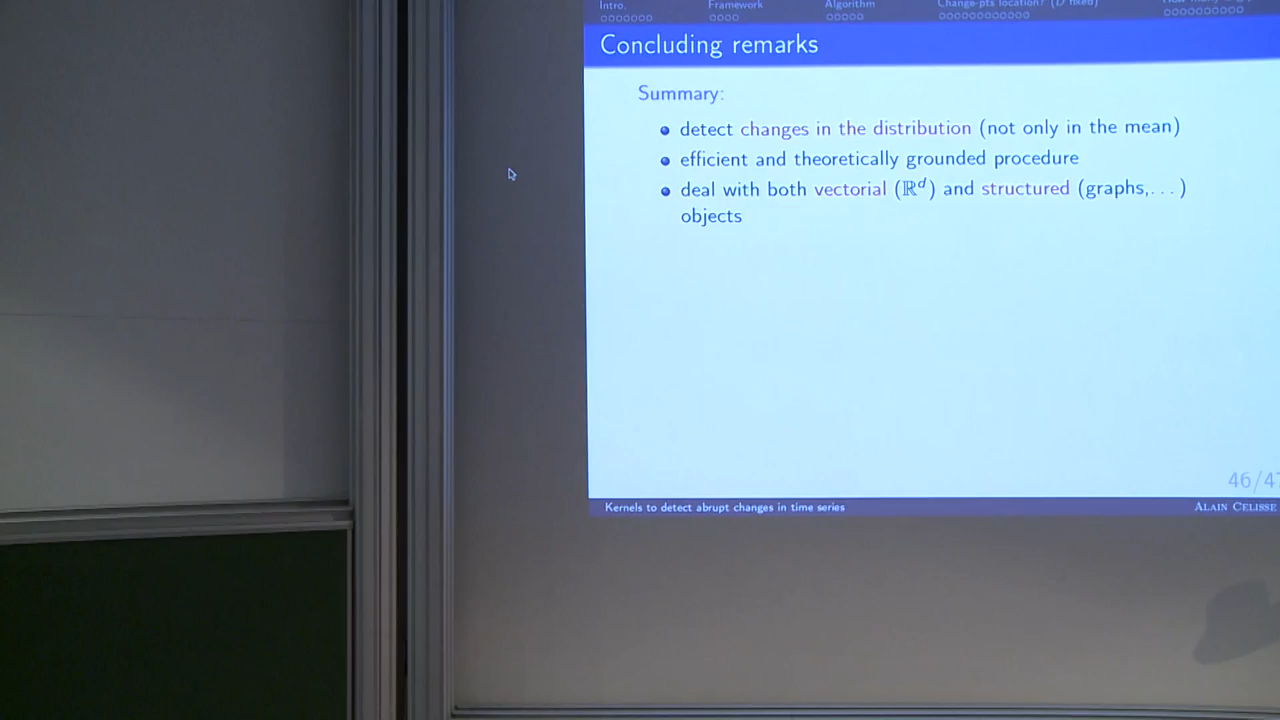 Intro. Framework Algorithm Change-pts location? (D fixed)
Concluding remarks
Summary:
detect changes in the distribution (not only in the mean)
efficient and theoretically grounded procedure
deal with both vectorial (ℝᵈ) and structured (graphs,...)
objects
46/47
Kernels to detect abrupt changes in time series ALAIN CELISSE